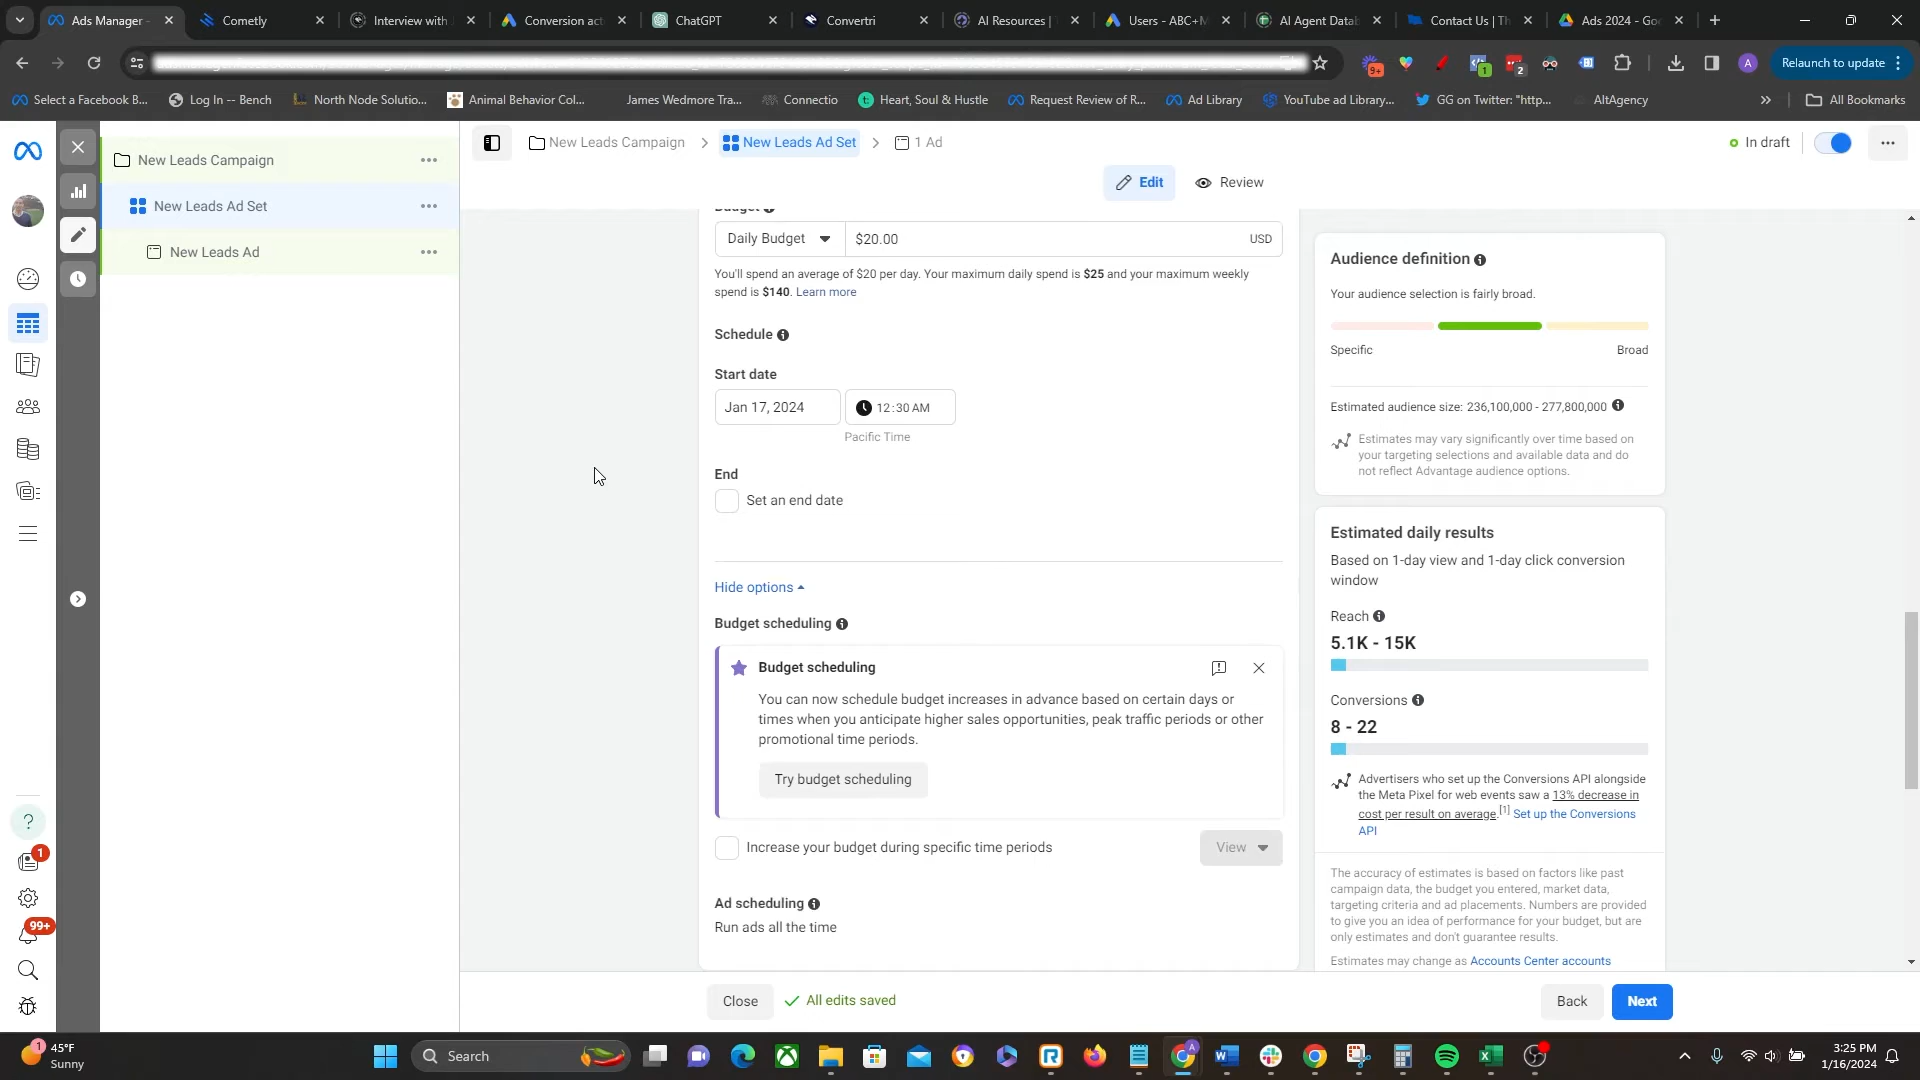 Ads Manager -
Cometly
Interview with
Conversion act
ChatGPT
Convertri
AI Resources |
Users - ABC+M
AI Agent Datab
Contact Us | Th
Ads 2024 - Goo
9+
1
2
A
Relaunch to update
Select a Facebook B...
Log In -- Bench
North Node Solutio...
Animal Behavior Col...
James Wedmore Tra...
Connectio
Heart, Soul & Hustle
Request Review of R...
Ad Library
YouTube ad Library...
GG on Twitter: "http...
AltAgency
All Bookmarks
New Leads Campaign
New Leads Ad Set
New Leads Ad
New Leads Campaign
New Leads Ad Set
1 Ad
In draft
Edit
Review
Budget
Daily Budget
$20.00
USD
You'll spend an average of $20 per day. Your maximum daily spend is $25 and your maximum weekly
spend is $140. Learn more
Schedule
Start date
Jan 17, 2024
12:30 AM
Pacific Time
End
Set an end date
Hide options
Budget scheduling
Budget scheduling
You can now schedule budget increases in advance based on certain days or
times when you anticipate higher sales opportunities, peak traffic periods or other
promotional time periods.
Try budget scheduling
Increase your budget during specific time periods
View
Ad scheduling
Run ads all the time
Audience definition
Your audience selection is fairly broad.
Specific
Broad
Estimated audience size: 236,100,000 - 277,800,000
Estimates may vary significantly over time based on
your targeting selections and available data and do
not reflect Advantage audience options.
Estimated daily results
Based on 1-day view and 1-day click conversion
window
Reach
5.1K - 15K
Conversions
8 - 22
Advertisers who set up the Conversions API alongside
the Meta Pixel for web events saw a 13% decrease in
cost per result on average.[1] Set up the Conversions
API
The accuracy of estimates is based on factors like past
campaign data, the budget you entered, market data,
targeting criteria and ad placements. Numbers are provided
to give you an idea of performance for your budget, but are
only estimates and don't guarantee results.
Estimates may change as Accounts Center accounts
Close
All edits saved
Back
Next
1
99+
1
45°F
Sunny
Search
A
3:25 PM
1/16/2024